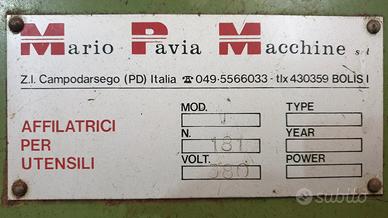 Mario Pavia Macchine srl
Z.I. Campodarsego (PD) Italia ☎ 049-5566033 - tlx 430359 BOLIS I
AFFILATRICI
PER
UTENSILI
MOD. TYPE
N. 181 YEAR
VOLT. 380 POWER
subito